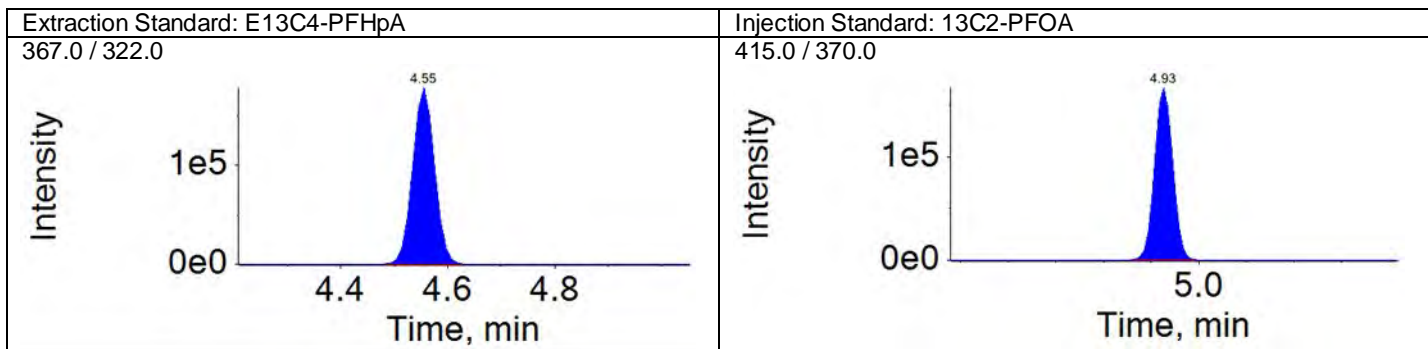 Extraction Standard: E13C4-PFHpA
367.0 / 322.0
4.55
Intensity
1e5
0e0
4.4 4.6 4.8
Time, min
Injection Standard: 13C2-PFOA
415.0 / 370.0
4.93
Intensity
1e5
0e0
5.0
Time, min